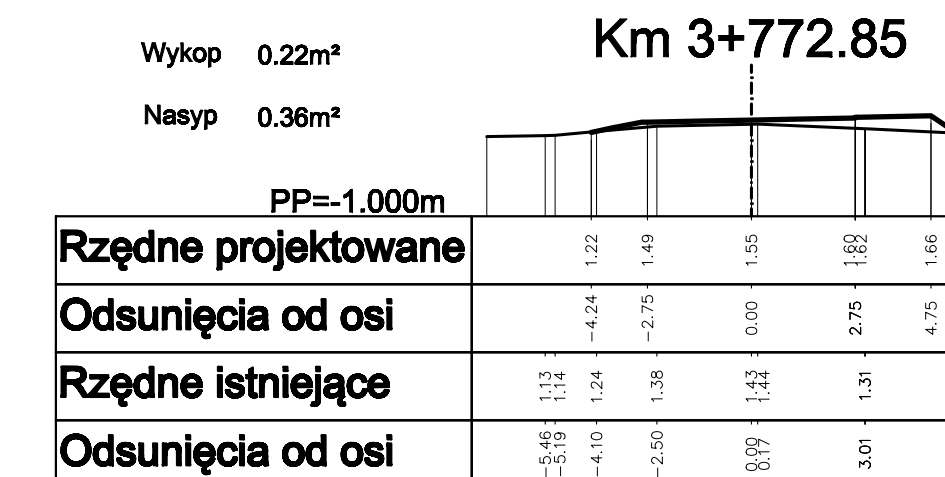 Km 3+772.85
Wykop 0.22m²
Nasyp 0.36m²
PP=-1.000m
Rzędne projektowane 1.22 1.49 1.55 1.60 1.62 1.66
Odsunięcia od osi -4.24 -2.75 0.00 2.75 4.75
Rzędne istniejące 1.13 1.14 1.24 1.38 1.43 1.44 1.31
Odsunięcia od osi -5.46 -5.19 -4.10 -2.50 0.00 0.17 3.01